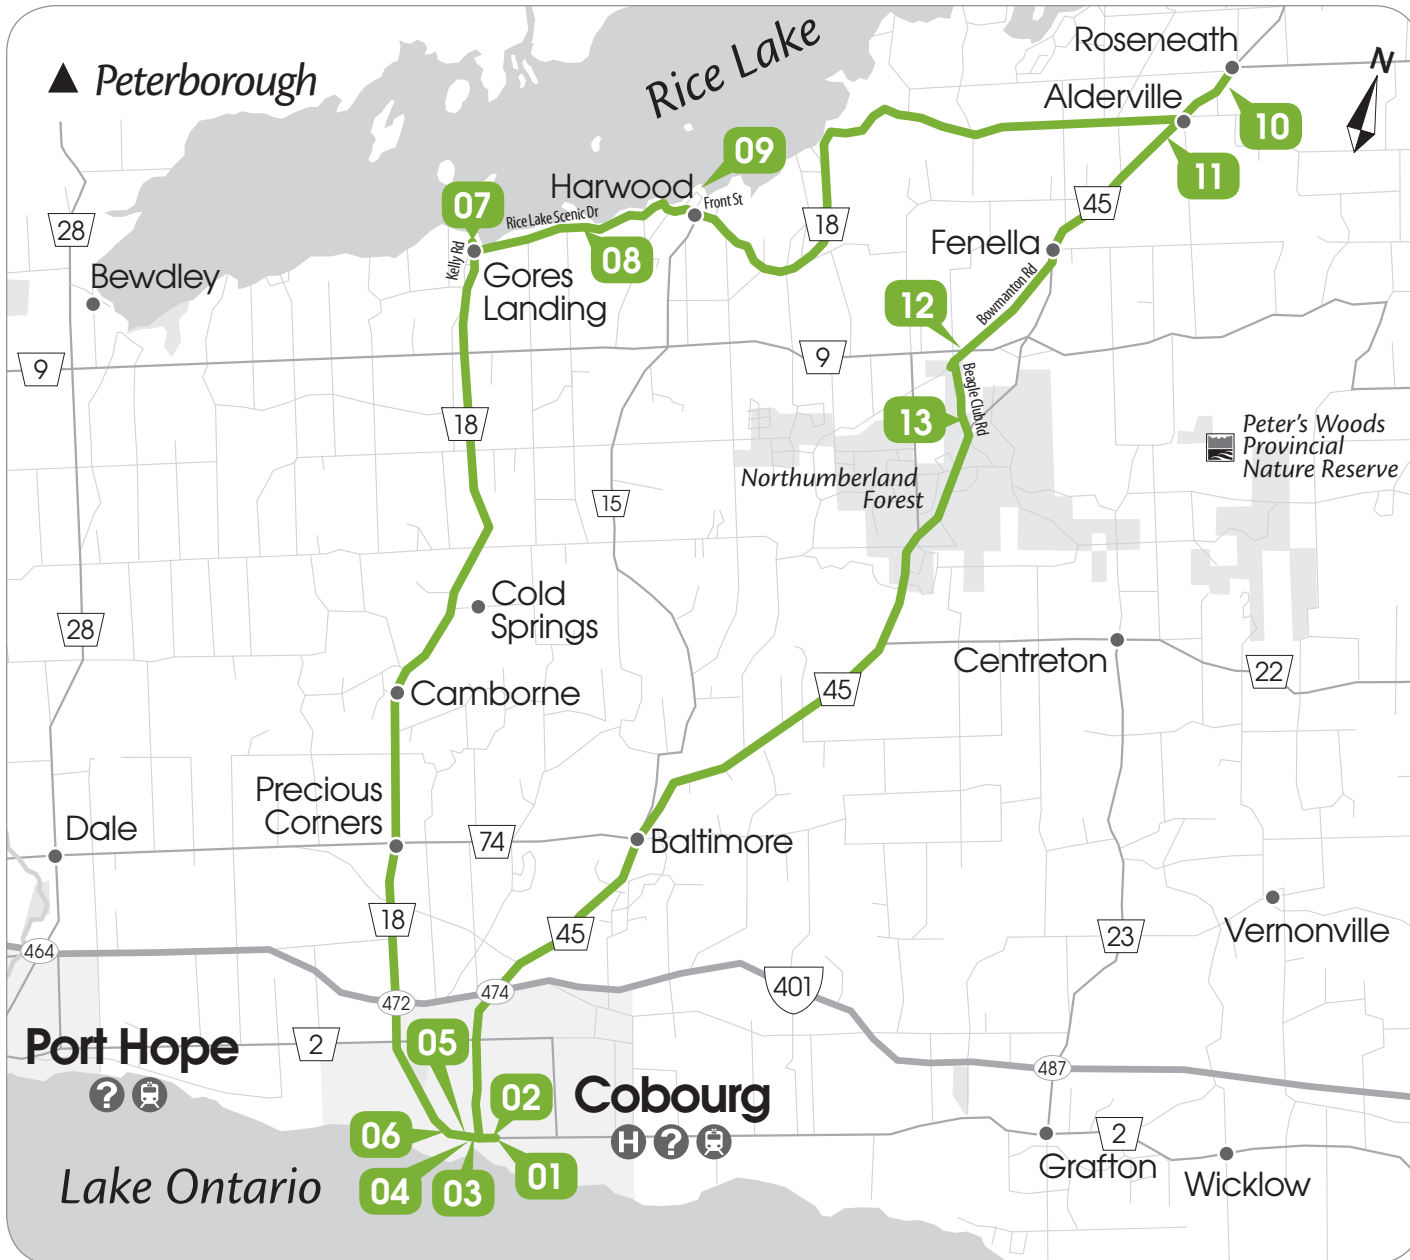 Roseneath
Rice Lake
N
Peterborough
Alderville
10
09
11
Harwood
07
Front St
45
Rice Lake Scenic Dr
18
28
Kelly Rd
08
Fenella
Bewdley
Gores
Landing
Bowmanton Rd
12
9
9
Beagle Club Rd
18
13
Peter's Woods
Provincial
Nature Reserve
Northumberland
Forest
15
Cold
Springs
28
Centreton
22
Camborne
45
Precious
Corners
Dale
74
Baltimore
18
45
Vernonville
23
464
474
401
472
Port Hope
2
05
487
?
02
Cobourg
06
H
?
2
01
Grafton
04
03
Lake Ontario
Wicklow